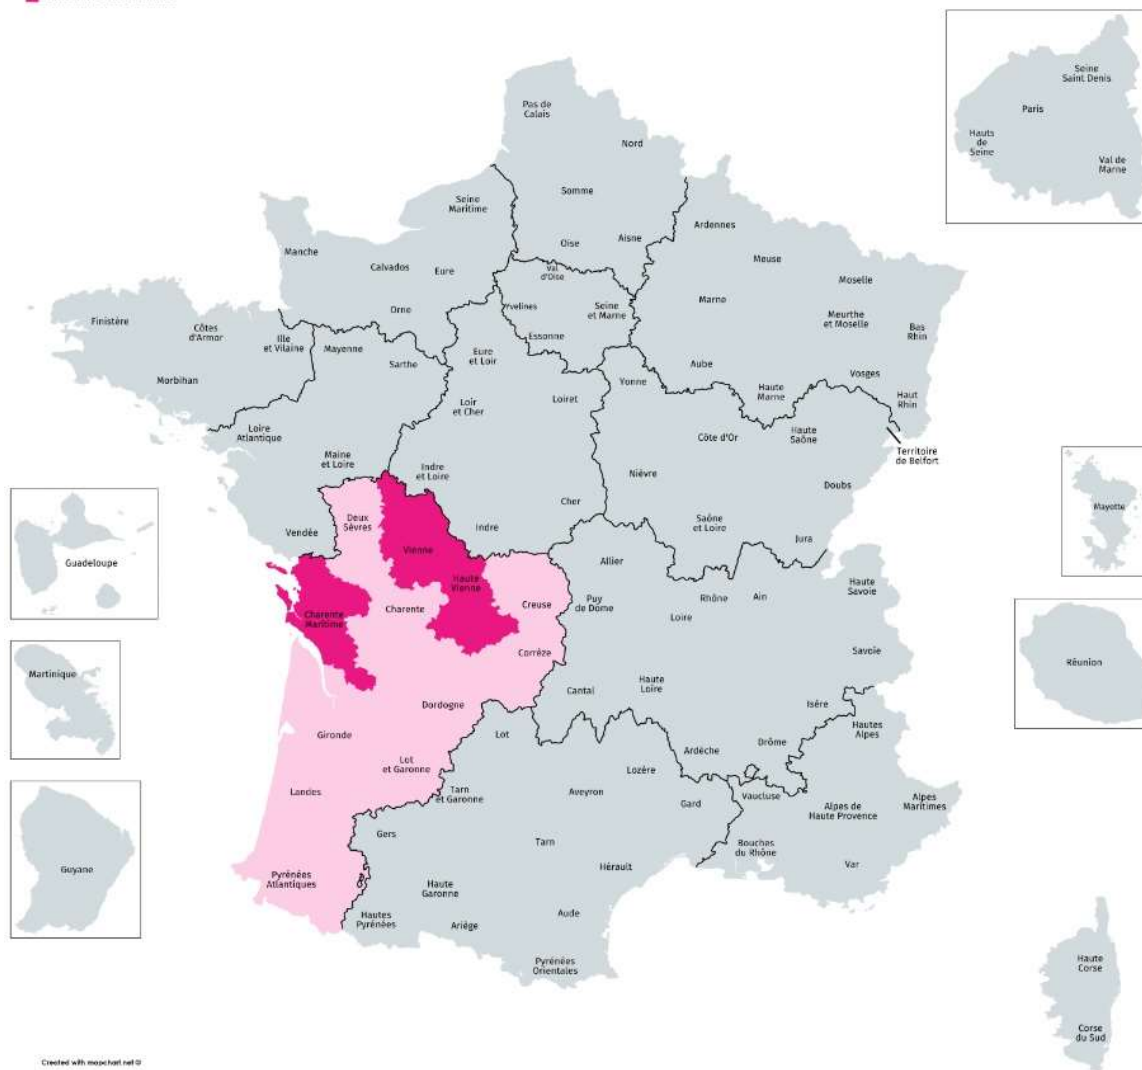 Seine
Saint Denis
Paris
Hauts
de
Seine
Val de
Marne
Pas de
Calais
Nord
Somme
Seine
Maritime
Oise
Aisne
Ardennes
Manche
Calvados
Eure
Val
d'Oise
Meuse
Moselle
Orne
Yvelines
Seine
et Marne
Marne
Meurthe
et Moselle
Bas
Rhin
Finistère
Côtes
d'Armor
Ille
et Vilaine
Mayenne
Sarthe
Essonne
Eure
et Loir
Aube
Vosges
Morbihan
Loir
et Cher
Loiret
Yonne
Haute
Marne
Haut
Rhin
Loire
Atlantique
Maine
et Loire
Indre
et Loire
Côte d'Or
Haute
Saône
Territoire
de Belfort
Nièvre
Doubs
Cher
Vendée
Deux
Sèvres
Indre
Saône
et Loire
Jura
Mayotte
Guadeloupe
Vienne
Haute
Vienne
Allier
Creuse
Puy
de Dôme
Rhône
Ain
Haute
Savoie
Charente
Maritime
Charente
Loire
Corrèze
Savoie
Réunion
Martinique
Cantal
Haute
Loire
Isère
Dordogne
Gironde
Lot
Ardèche
Drôme
Hautes
Alpes
Lot
et Garonne
Lozère
Landes
Tarn
et Garonne
Aveyron
Gard
Vaucluse
Alpes de
Haute Provence
Alpes
Maritimes
Gers
Tarn
Bouches
du Rhône
Hérault
Var
Guyane
Pyrénées
Atlantiques
Haute
Garonne
Hautes
Pyrénées
Ariège
Aude
Pyrénées
Orientales
Haute
Corse
Corse
du Sud
Created with mapchart.net ©